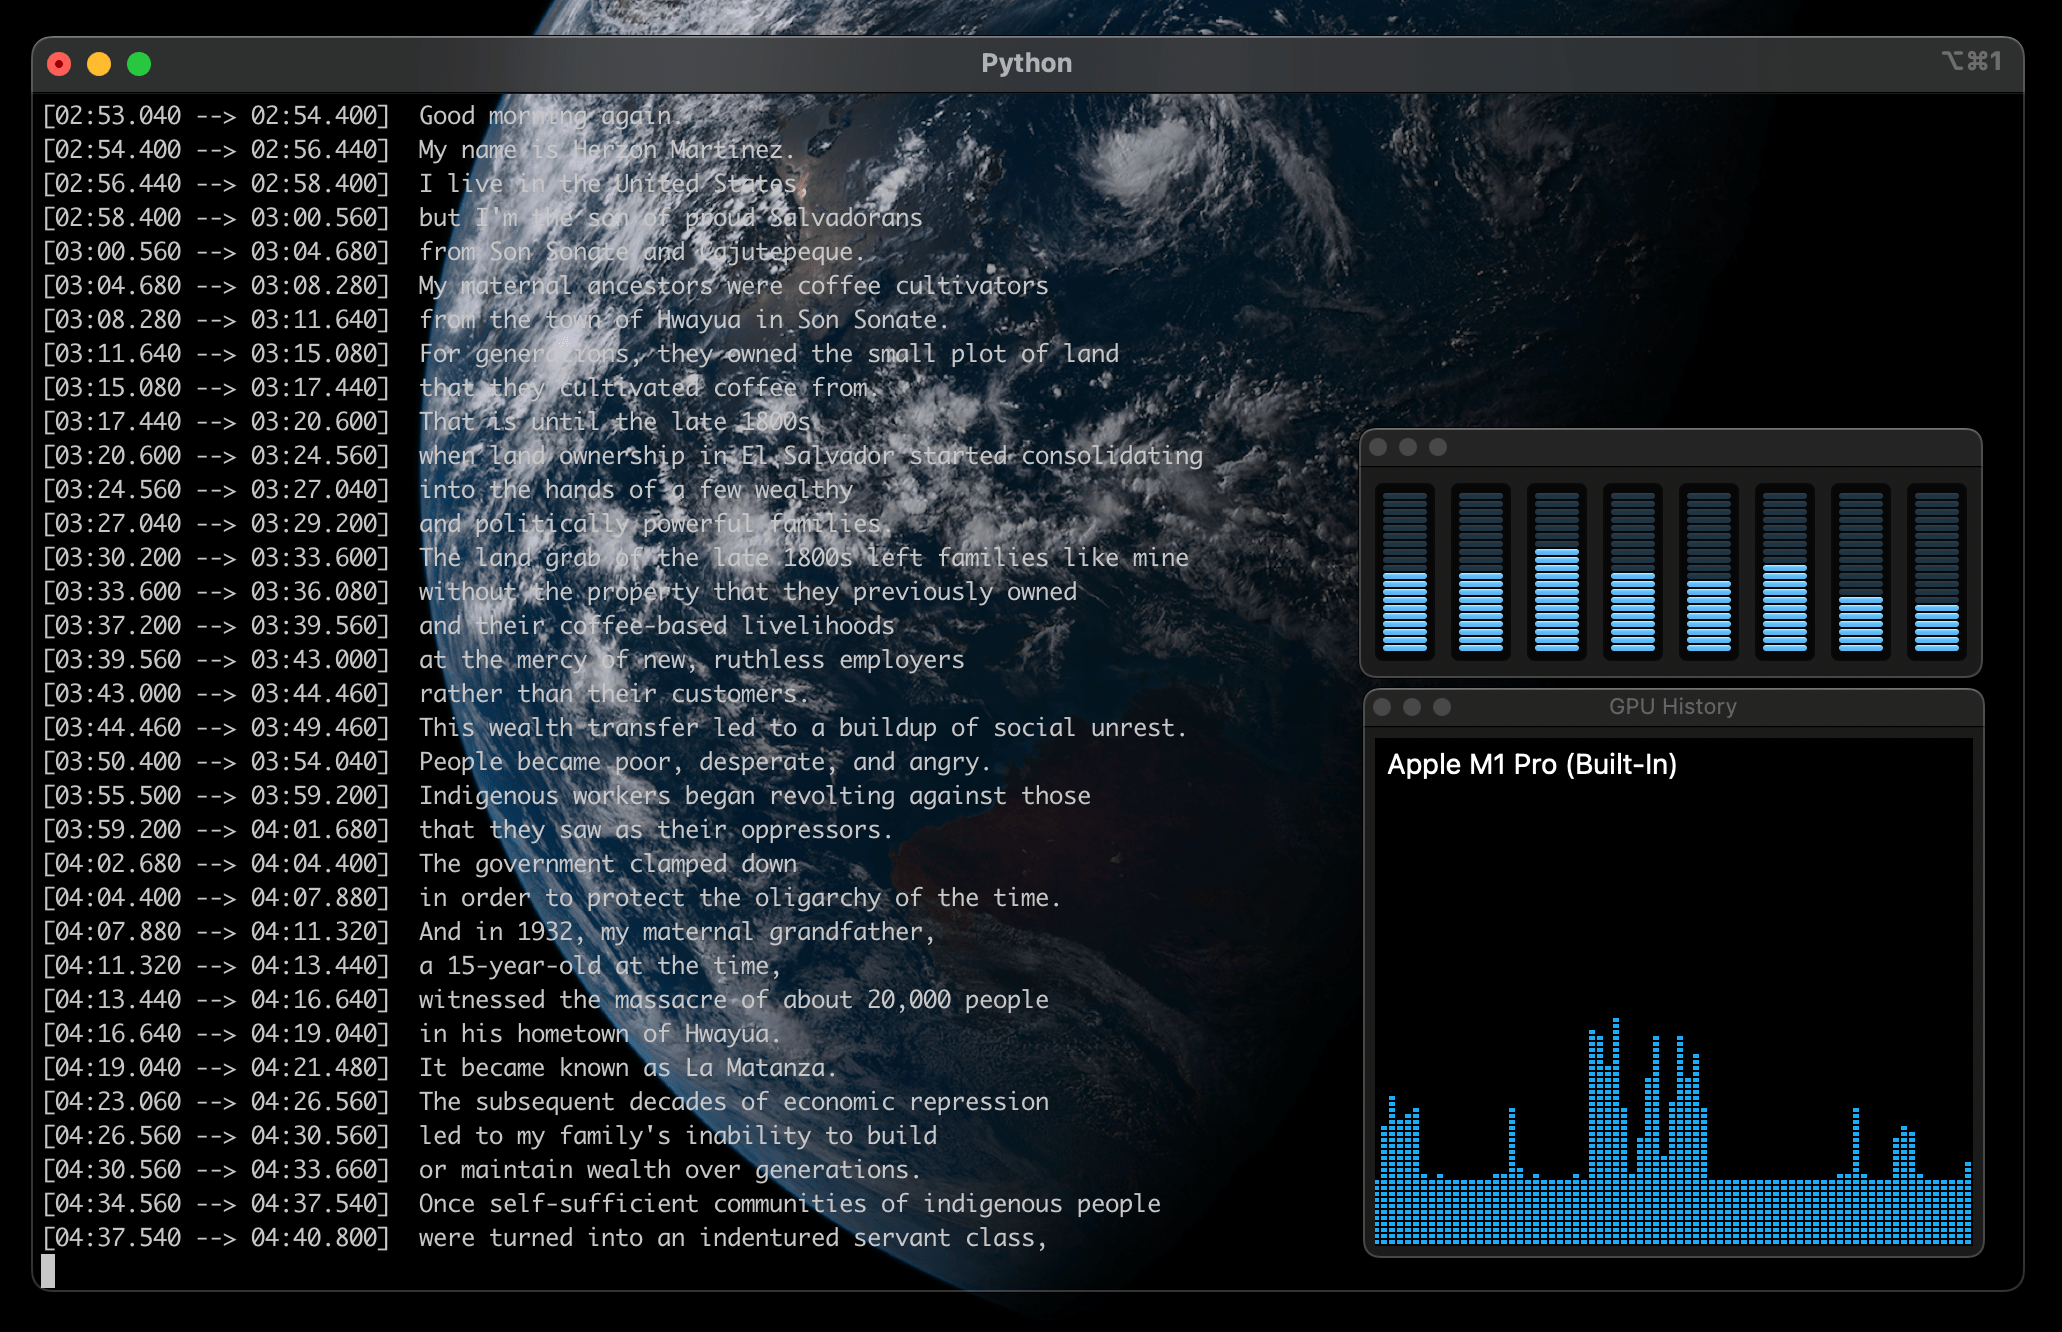 Python
⌥⌘1
[02:53.040 --> 02:54.400]  Good morning again.
[02:54.400 --> 02:56.440]  My name is Herzon Martinez.
[02:56.440 --> 02:58.400]  I live in the United States,
[02:58.400 --> 03:00.560]  but I'm the son of proud Salvadorans
[03:00.560 --> 03:04.680]  from Son Sonate and Cajutepeque.
[03:04.680 --> 03:08.280]  My maternal ancestors were coffee cultivators
[03:08.280 --> 03:11.640]  from the town of Hwayua in Son Sonate.
[03:11.640 --> 03:15.080]  For generations, they owned the small plot of land
[03:15.080 --> 03:17.440]  that they cultivated coffee from.
[03:17.440 --> 03:20.600]  That is until the late 1800s
[03:20.600 --> 03:24.560]  when land ownership in El Salvador started consolidating
[03:24.560 --> 03:27.040]  into the hands of a few wealthy
[03:27.040 --> 03:29.200]  and politically powerful families.
[03:30.200 --> 03:33.600]  The land grab of the late 1800s left families like mine
[03:33.600 --> 03:36.080]  without the property that they previously owned
[03:37.200 --> 03:39.560]  and their coffee-based livelihoods
[03:39.560 --> 03:43.000]  at the mercy of new, ruthless employers
[03:43.000 --> 03:44.460]  rather than their customers.
[03:44.460 --> 03:49.460]  This wealth transfer led to a buildup of social unrest.
[03:50.400 --> 03:54.040]  People became poor, desperate, and angry.
[03:55.500 --> 03:59.200]  Indigenous workers began revolting against those
[03:59.200 --> 04:01.680]  that they saw as their oppressors.
[04:02.680 --> 04:04.400]  The government clamped down
[04:04.400 --> 04:07.880]  in order to protect the oligarchy of the time.
[04:07.880 --> 04:11.320]  And in 1932, my maternal grandfather,
[04:11.320 --> 04:13.440]  a 15-year-old at the time,
[04:13.440 --> 04:16.640]  witnessed the massacre of about 20,000 people
[04:16.640 --> 04:19.040]  in his hometown of Hwayua.
[04:19.040 --> 04:21.480]  It became known as La Matanza.
[04:23.060 --> 04:26.560]  The subsequent decades of economic repression
[04:26.560 --> 04:30.560]  led to my family's inability to build
[04:30.560 --> 04:33.660]  or maintain wealth over generations.
[04:34.560 --> 04:37.540]  Once self-sufficient communities of indigenous people
[04:37.540 --> 04:40.800]  were turned into an indentured servant class,
GPU History
Apple M1 Pro (Built-In)